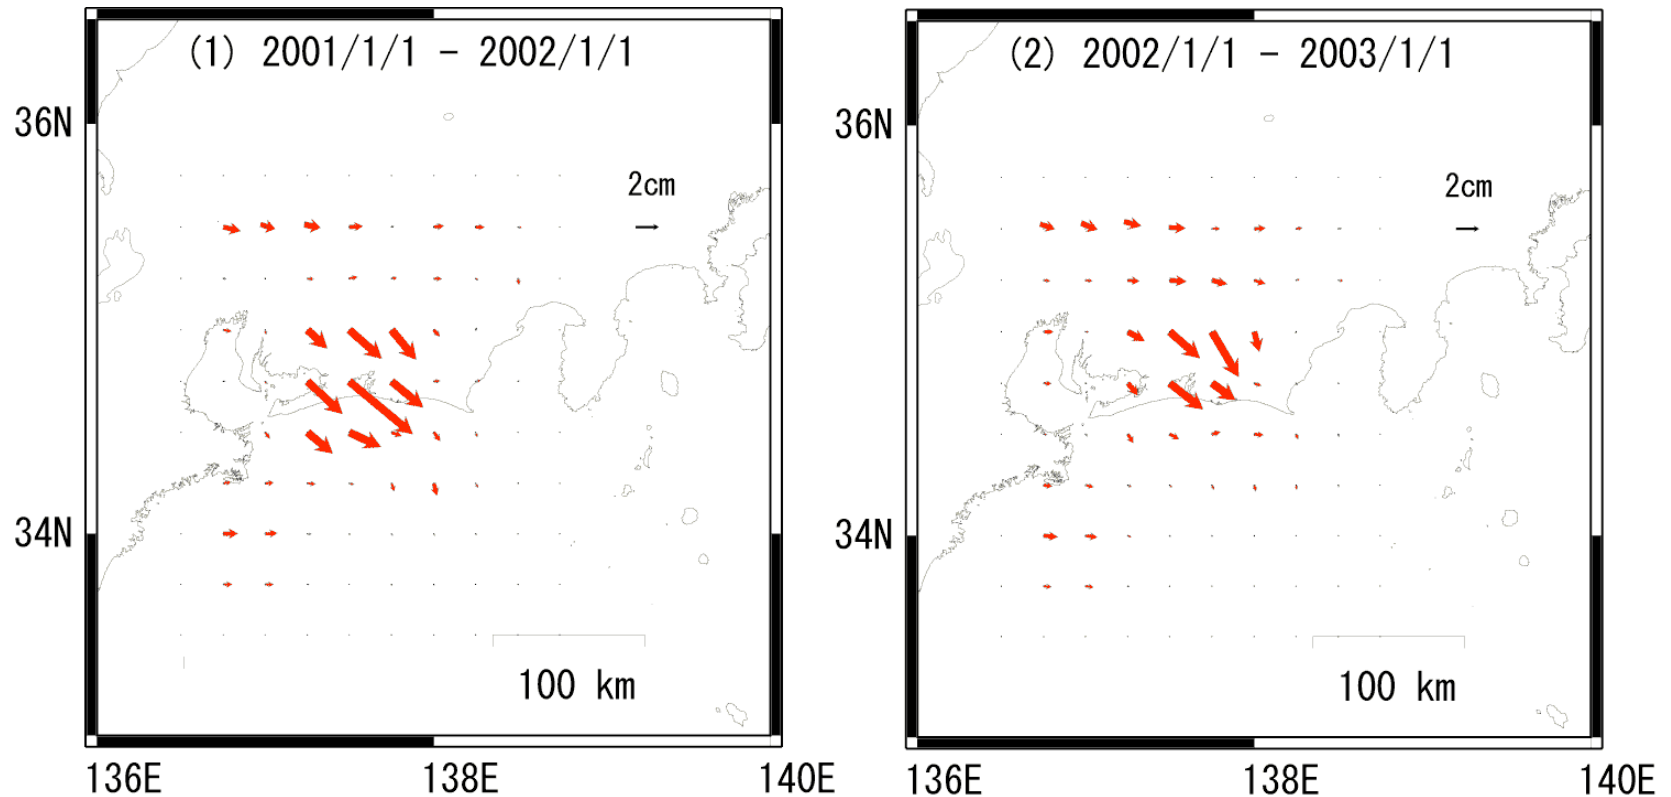 (1) 2001/1/1 - 2002/1/1
36N
2cm
34N
100 km
136E
138E
140E
(2) 2002/1/1 - 2003/1/1
36N
2cm
34N
100 km
136E
138E
140E